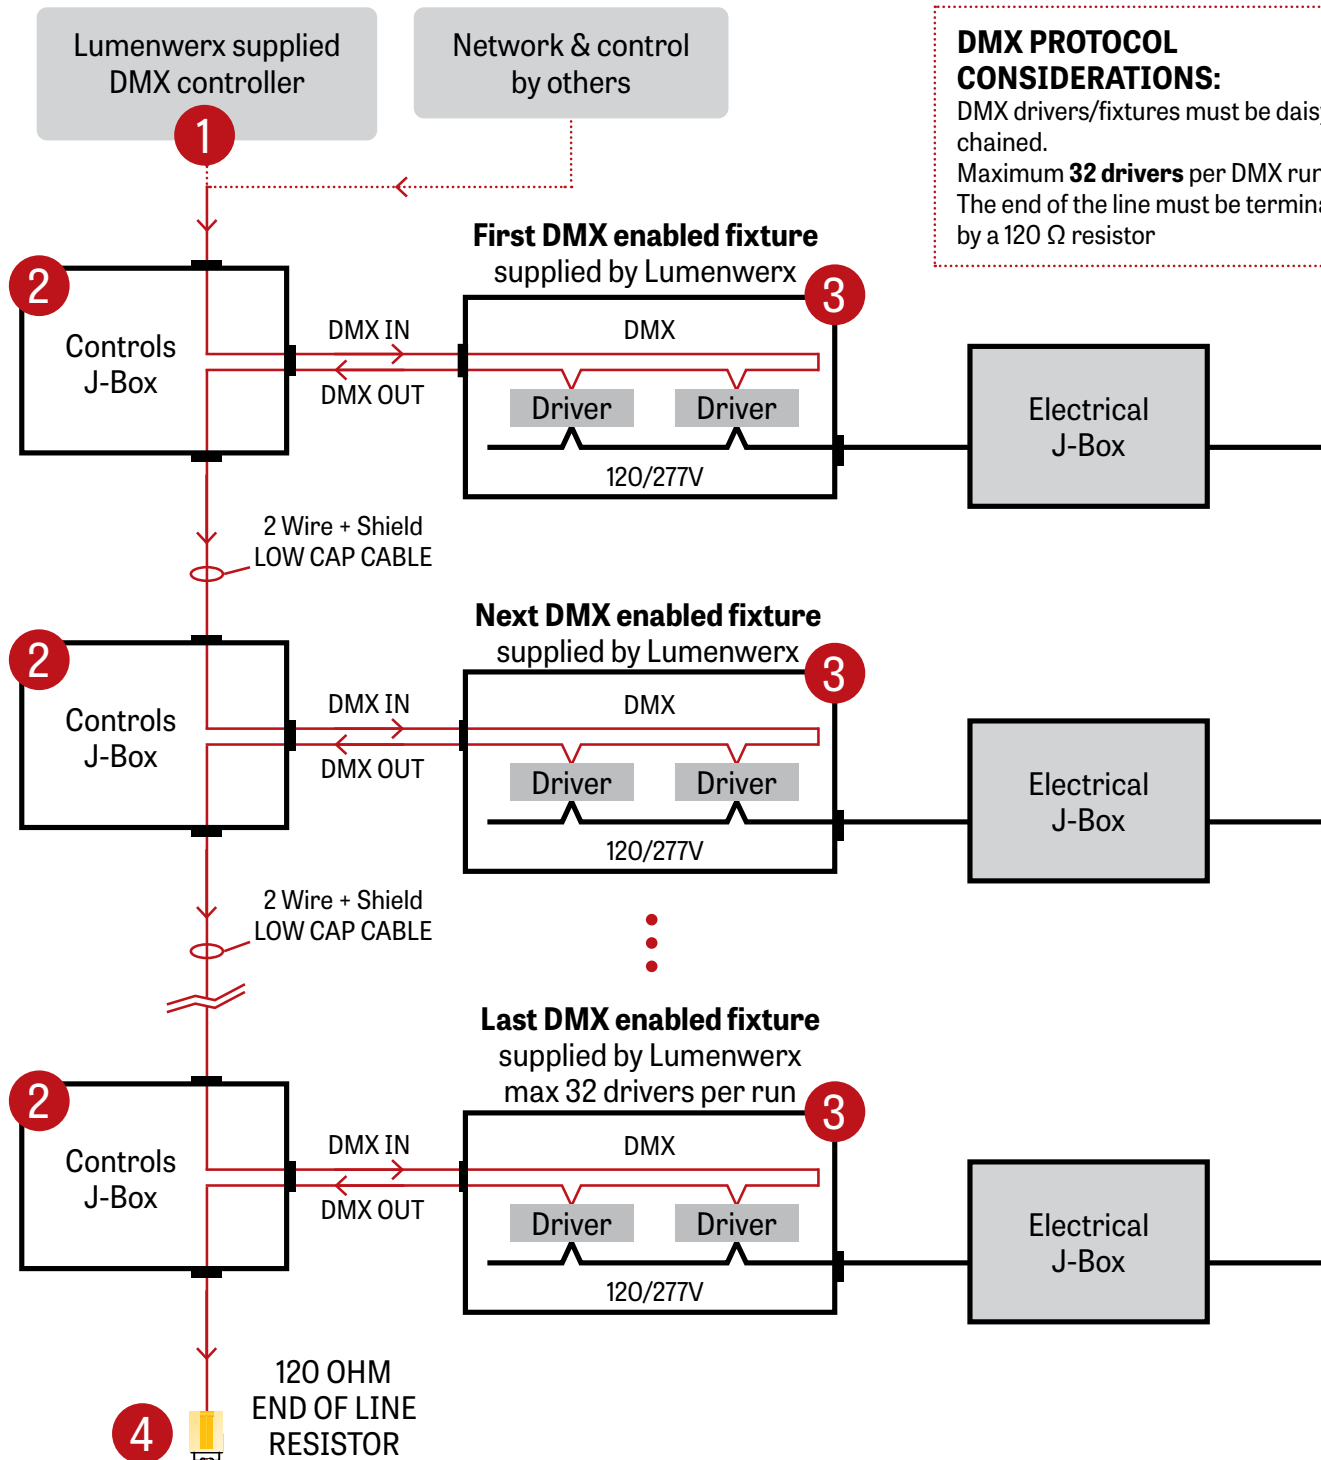 Lumenwerx supplied
DMX controller
1
Network & control
by others
DMX PROTOCOL
CONSIDERATIONS:
DMX drivers/fixtures must be daisy
chained.
Maximum 32 drivers per DMX run
The end of the line must be termina
by a 120 Ω resistor
First DMX enabled fixture
supplied by Lumenwerx
2
Controls
J-Box
DMX IN
DMX OUT
3
DMX
Driver
Driver
120/277V
Electrical
J-Box
2 Wire + Shield
LOW CAP CABLE
Next DMX enabled fixture
supplied by Lumenwerx
2
Controls
J-Box
DMX IN
DMX OUT
3
DMX
Driver
Driver
120/277V
Electrical
J-Box
2 Wire + Shield
LOW CAP CABLE
Last DMX enabled fixture
supplied by Lumenwerx
max 32 drivers per run
2
Controls
J-Box
DMX IN
DMX OUT
3
DMX
Driver
Driver
120/277V
Electrical
J-Box
4
120 OHM
END OF LINE
RESISTOR